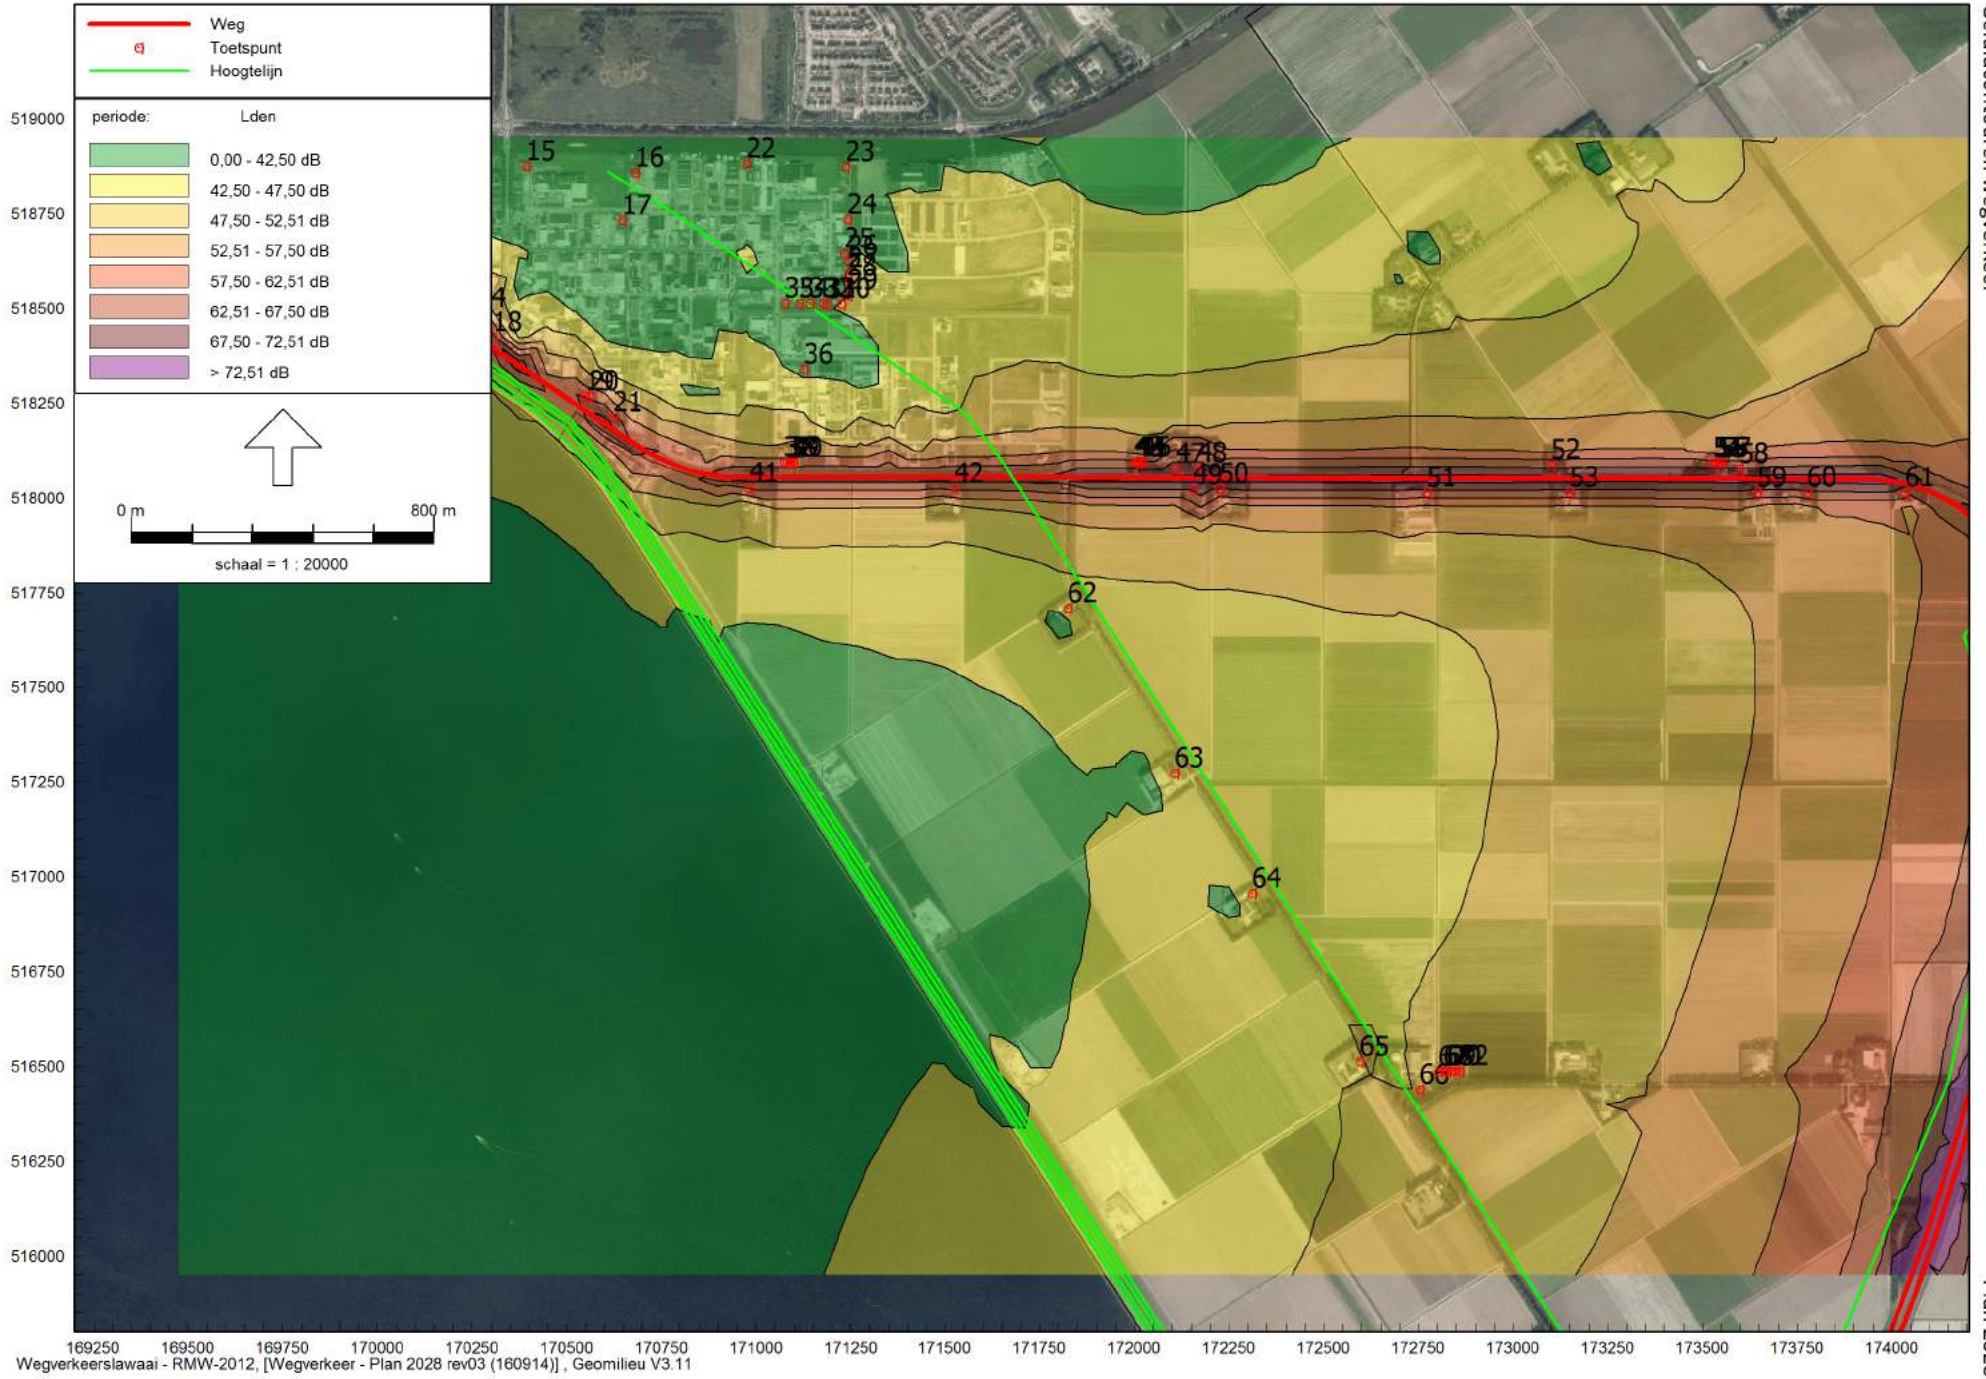 Weg
Toetspunt
Hoogtelijn
periode: Lden
0,00 - 42,50 dB
42,50 - 47,50 dB
47,50 - 52,51 dB
52,51 - 57,50 dB
57,50 - 62,51 dB
62,51 - 67,50 dB
67,50 - 72,51 dB
> 72,51 dB
0 m 800 m
schaal = 1 : 20000
519000
518750
518500
518250
518000
517750
517500
517250
517000
516750
516500
516250
516000
15 16 22 23
17 24
25
36
18
21
41 42 47 48 49 50 51 52 53 58 59 60 61
62
63
64
65
66
169250 169500 169750 170000 170250 170500 170750 171000 171250 171500 171750 172000 172250 172500 172750 173000 173250 173500 173750 174000
Wegverkeerslawaai - RMW-2012, [Wegverkeer - Plan 2028 rev03 (160914)] , Geomilieu V3.11